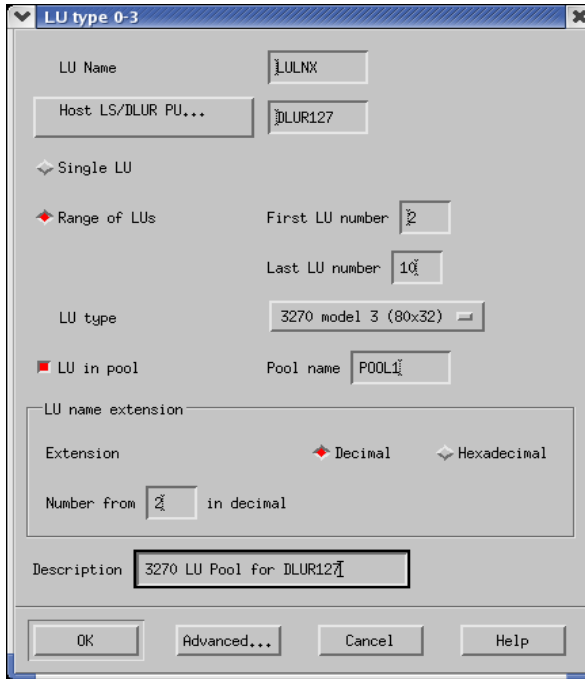 LU type 0-3
LU Name LULNX
Host LS/DLUR PU... DLUR127
Single LU
Range of LUs First LU number 2
Last LU number 10
LU type 3270 model 3 (80x32)
LU in pool Pool name POOL1
LU name extension
Extension Decimal Hexadecimal
Number from 2 in decimal
Description 3270 LU Pool for DLUR127
OK Advanced... Cancel Help